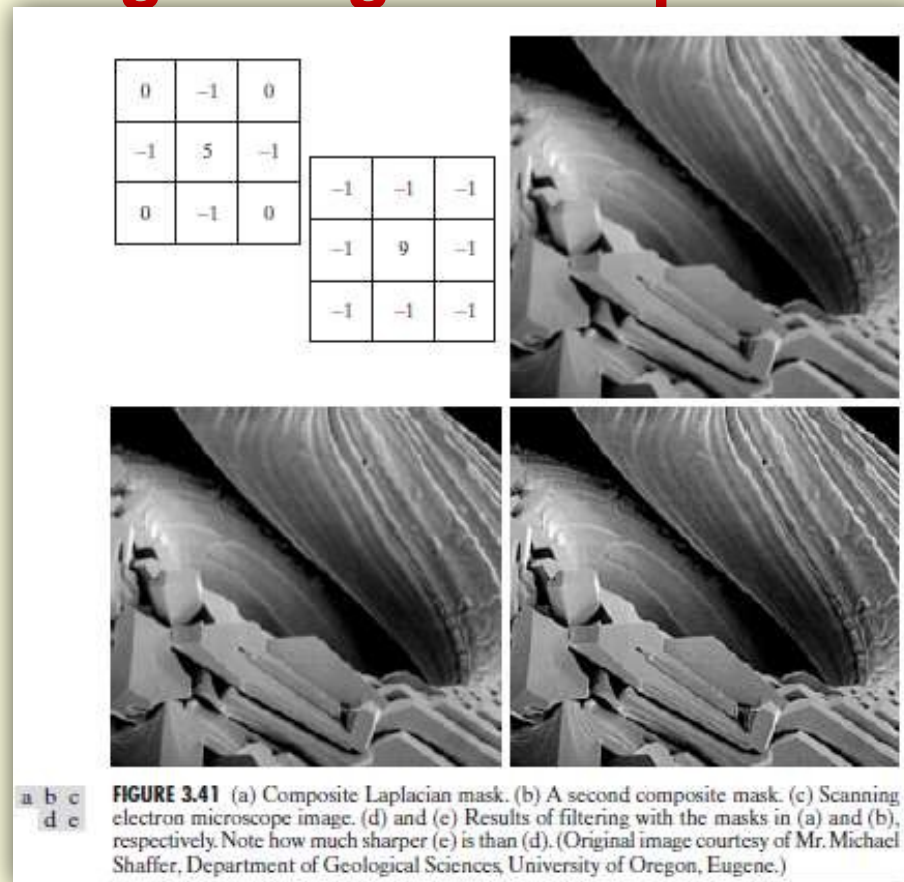 0 −1 0
−1 5 −1
0 −1 0
−1 −1 −1
−1 9 −1
−1 −1 −1
a b c
d e
FIGURE 3.41 (a) Composite Laplacian mask. (b) A second composite mask. (c) Scanning
electron microscope image. (d) and (e) Results of filtering with the masks in (a) and (b),
respectively. Note how much sharper (e) is than (d). (Original image courtesy of Mr. Michael
Shaffer, Department of Geological Sciences, University of Oregon, Eugene.)